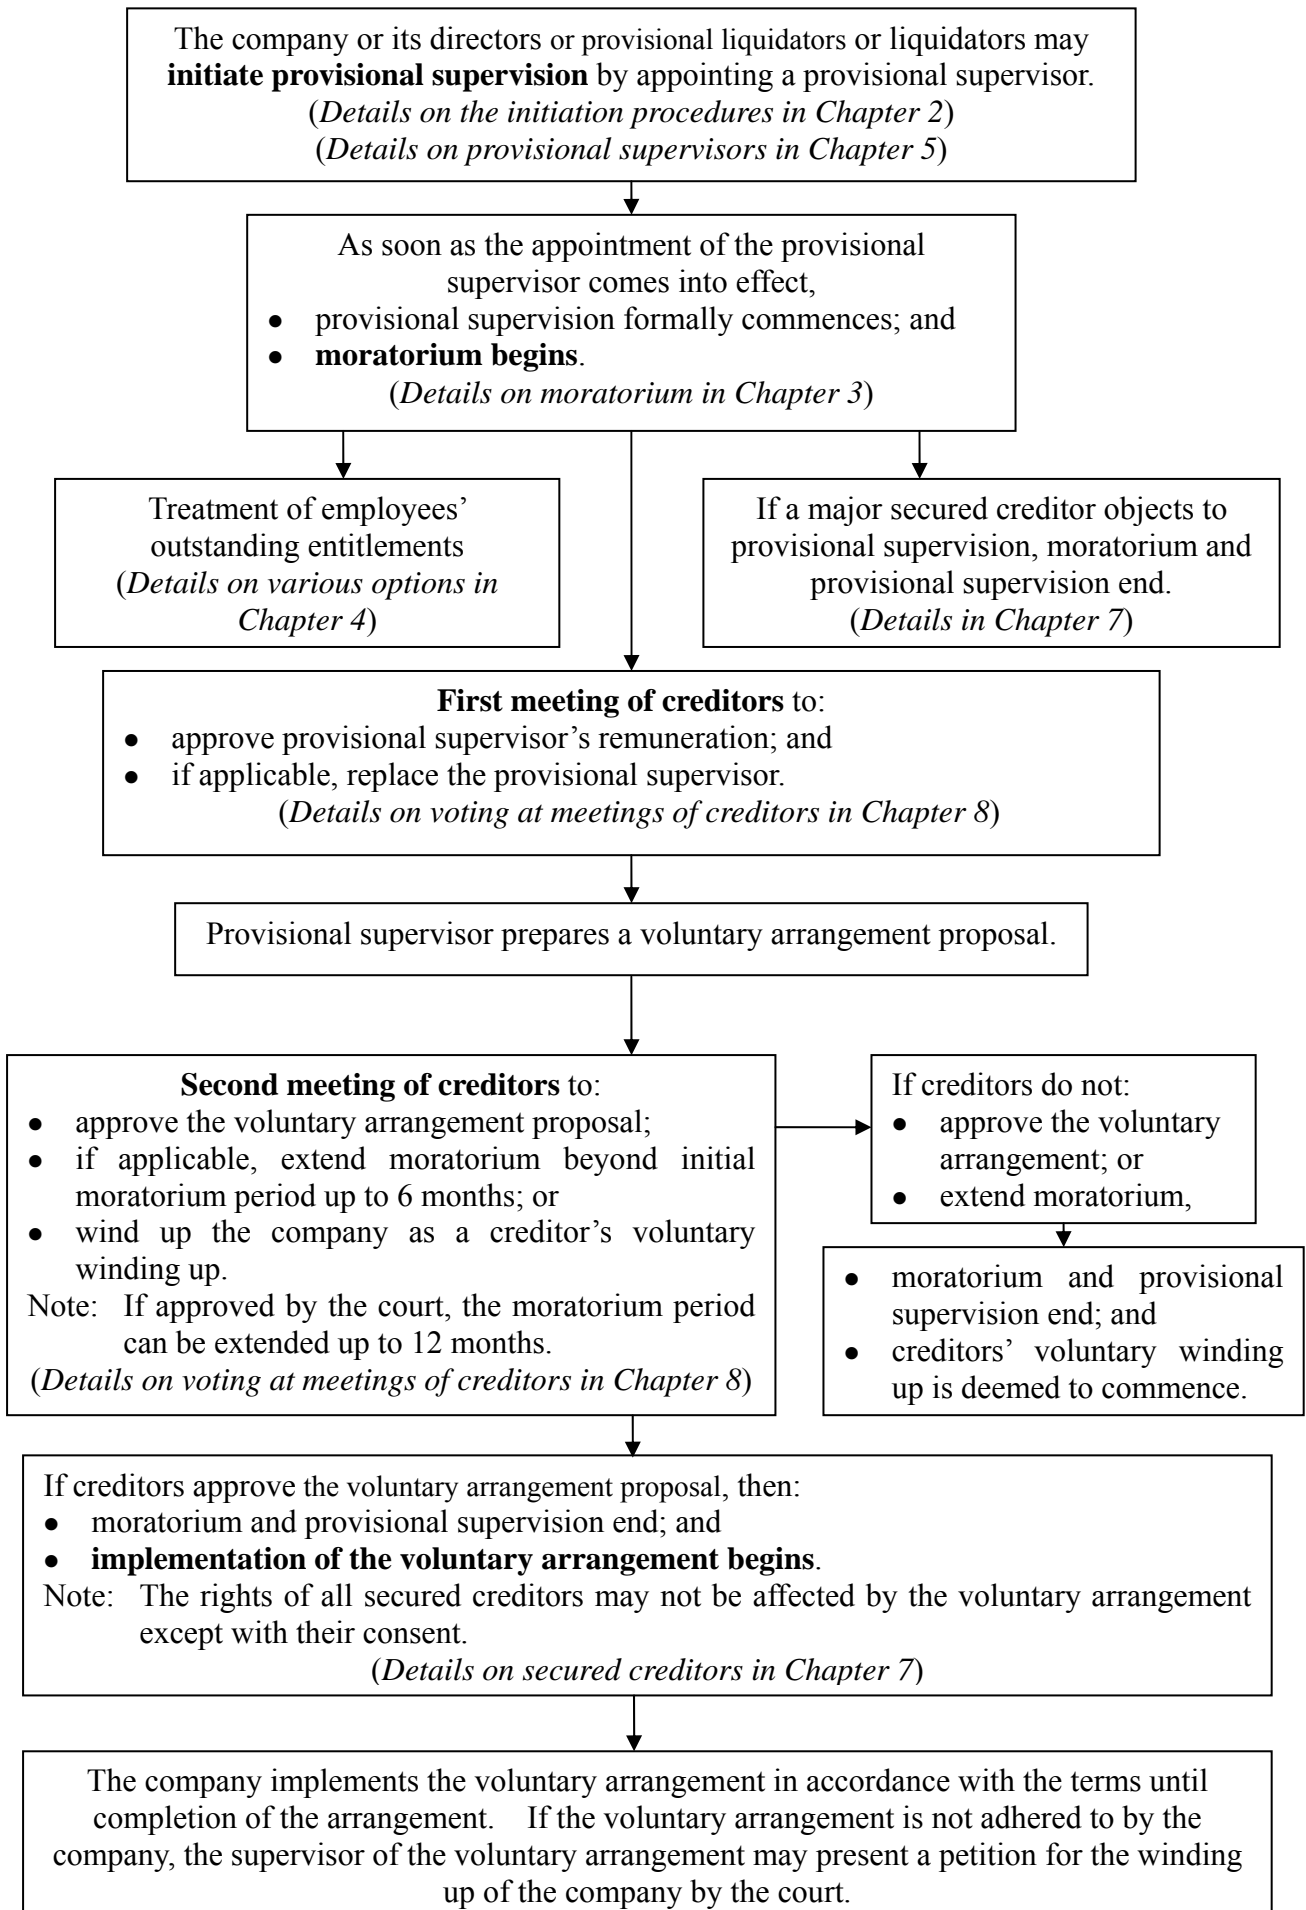 The company or its directors or provisional liquidators or liquidators may
initiate provisional supervision by appointing a provisional supervisor.
(Details on the initiation procedures in Chapter 2)
(Details on provisional supervisors in Chapter 5)
As soon as the appointment of the provisional
supervisor comes into effect,
● provisional supervision formally commences; and
● moratorium begins.
(Details on moratorium in Chapter 3)
Treatment of employees’
outstanding entitlements
(Details on various options in
Chapter 4)
If a major secured creditor objects to
provisional supervision, moratorium and
provisional supervision end.
(Details in Chapter 7)
First meeting of creditors to:
● approve provisional supervisor’s remuneration; and
● if applicable, replace the provisional supervisor.
(Details on voting at meetings of creditors in Chapter 8)
Provisional supervisor prepares a voluntary arrangement proposal.
Second meeting of creditors to:
● approve the voluntary arrangement proposal;
● if applicable, extend moratorium beyond initial
moratorium period up to 6 months; or
● wind up the company as a creditor’s voluntary
winding up.
Note: If approved by the court, the moratorium period
can be extended up to 12 months.
(Details on voting at meetings of creditors in Chapter 8)
If creditors do not:
● approve the voluntary
arrangement; or
● extend moratorium,
● moratorium and provisional
supervision end; and
● creditors’ voluntary winding
up is deemed to commence.
If creditors approve the voluntary arrangement proposal, then:
● moratorium and provisional supervision end; and
● implementation of the voluntary arrangement begins.
Note: The rights of all secured creditors may not be affected by the voluntary arrangement
except with their consent.
(Details on secured creditors in Chapter 7)
The company implements the voluntary arrangement in accordance with the terms until
completion of the arrangement. If the voluntary arrangement is not adhered to by the
company, the supervisor of the voluntary arrangement may present a petition for the winding
up of the company by the court.